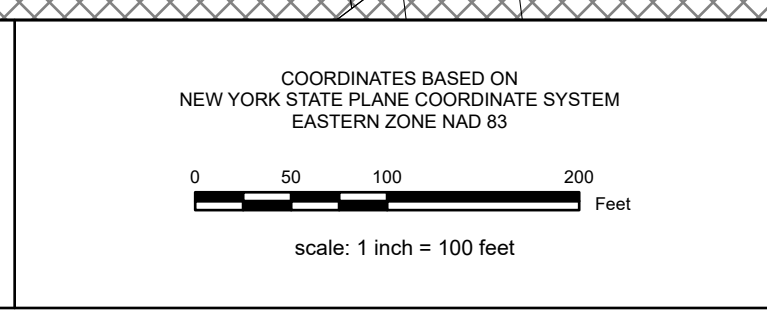 COORDINATES BASED ON
NEW YORK STATE PLANE COORDINATE SYSTEM
EASTERN ZONE NAD 83
0 50 100 200
Feet
scale: 1 inch = 100 feet